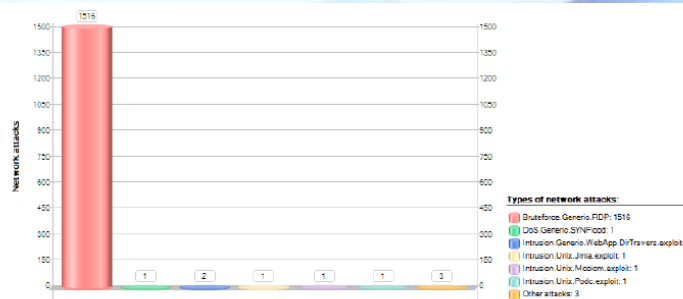 1516
1500 1500
1350 1350
1200 1200
1050 1050
900 900
750 750
600 600
450 450
300 300
150 150
0 0
1 2 1 1 1 3
Network attacks
Types of network attacks:
Bruteforce.Generic.RDP: 1516
DoS.Generic.SYNFlood: 1
Intrusion.Generic.WebApp.DirTravers.exploit
Intrusion.Unix. exploit: 1
Intrusion.Unix. exploit: 1
Intrusion.Unix. exploit: 1
Other attacks: 3